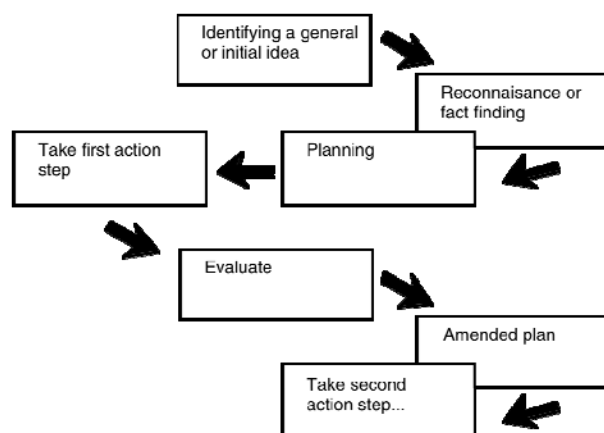 Identifying a general
or initial idea
Reconnaisance or
fact finding
Planning
Take first action
step
Evaluate
Amended plan
Take second
action step...